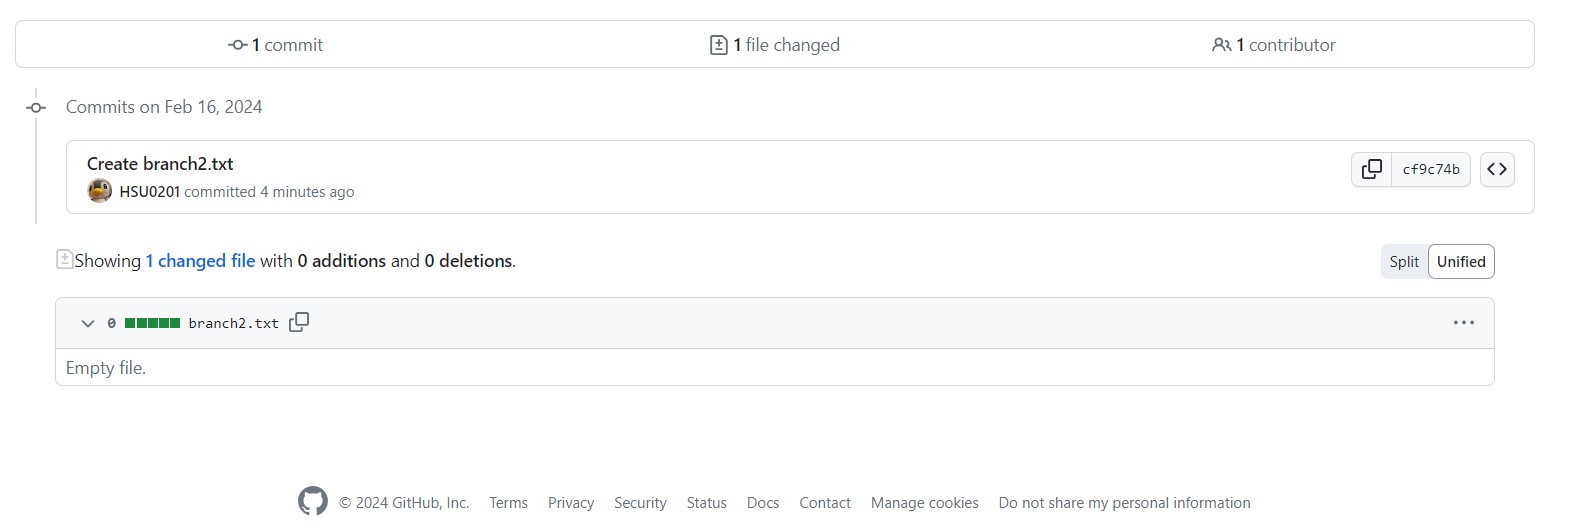 1 commit
1 file changed
1 contributor
Commits on Feb 16, 2024
Create branch2.txt
HSU0201 committed 4 minutes ago
cf9c74b
Showing 1 changed file with 0 additions and 0 deletions.
Split Unified
0 branch2.txt
Empty file.
© 2024 GitHub, Inc. Terms Privacy Security Status Docs Contact Manage cookies Do not share my personal information